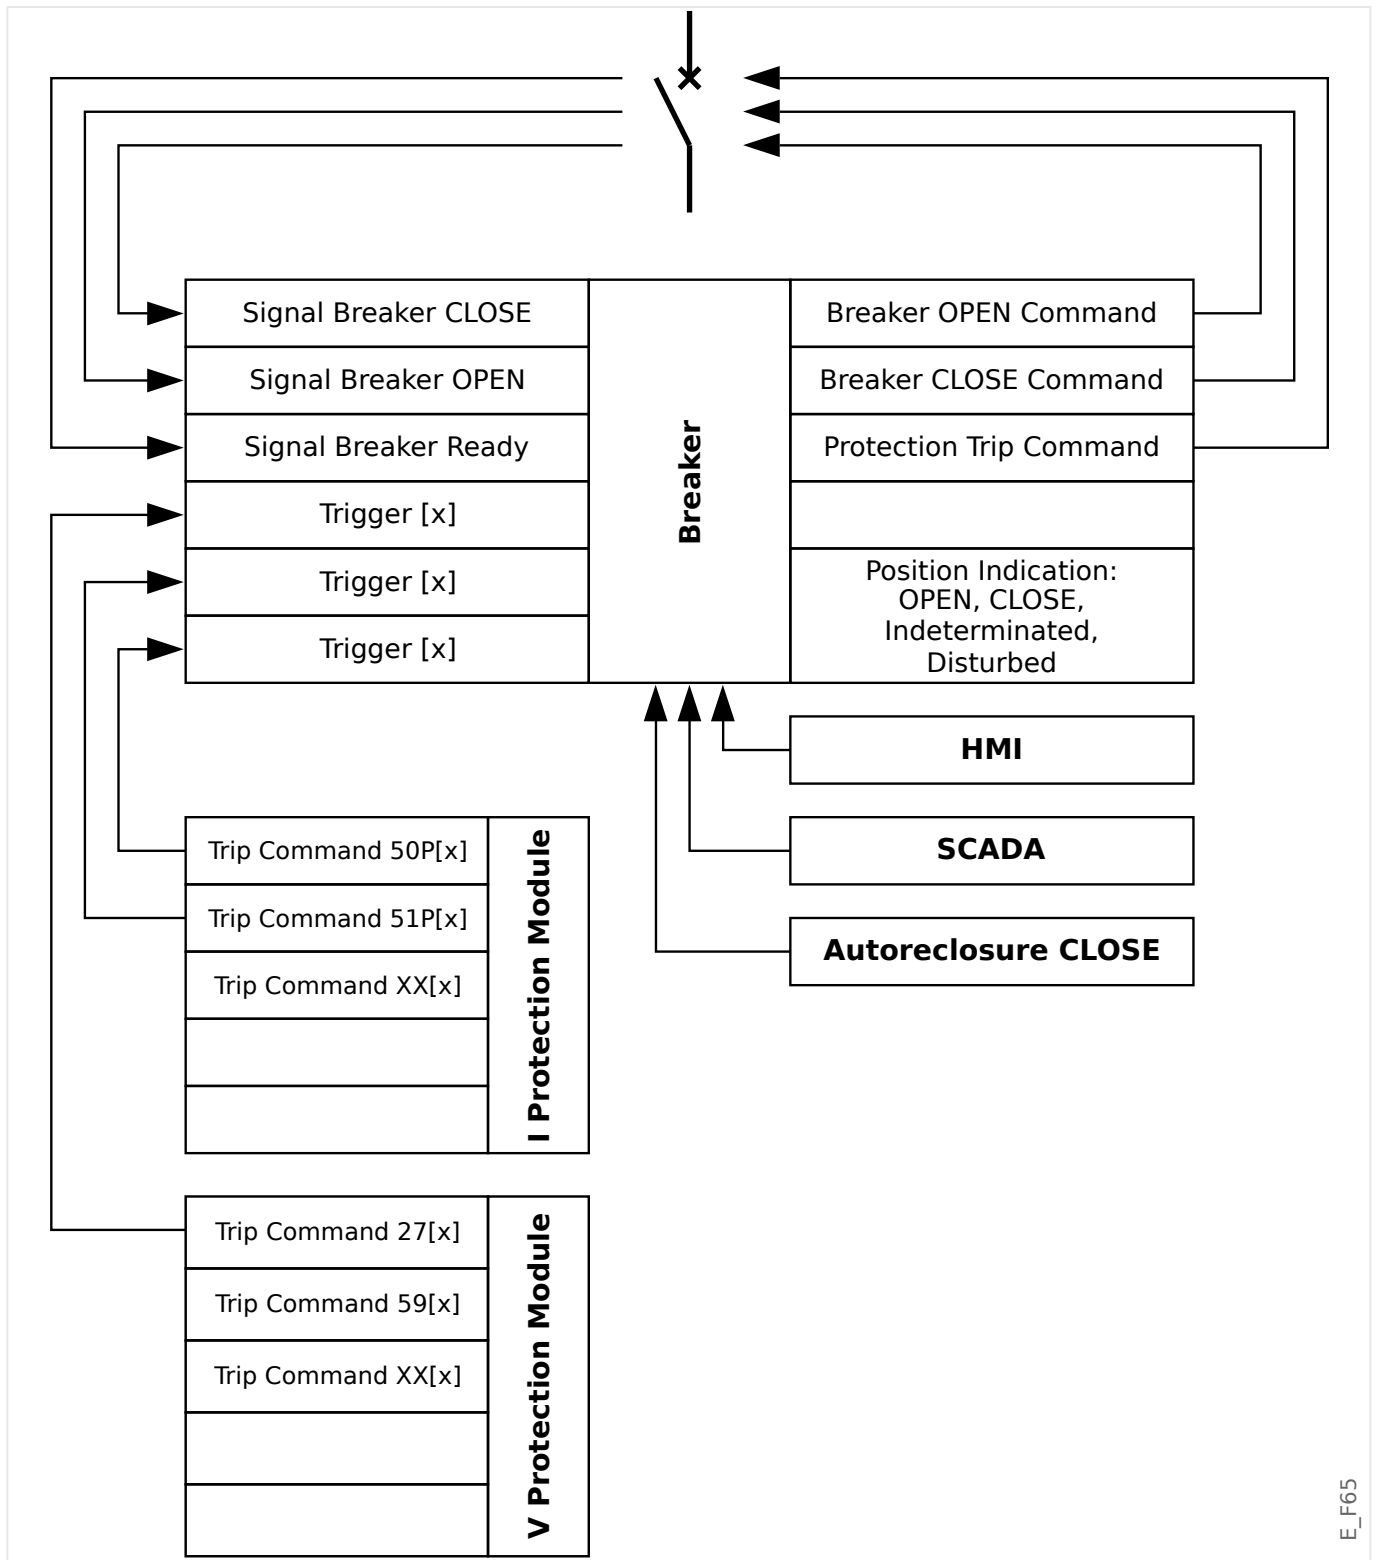 Signal Breaker CLOSE
Signal Breaker OPEN
Signal Breaker Ready
Trigger [x]
Trigger [x]
Trigger [x]
Breaker
Breaker OPEN Command
Breaker CLOSE Command
Protection Trip Command
Position Indication:
OPEN, CLOSE,
Indeterminated,
Disturbed
HMI
SCADA
Autoreclosure CLOSE
Trip Command 50P[x]
Trip Command 51P[x]
Trip Command XX[x]
I Protection Module
Trip Command 27[x]
Trip Command 59[x]
Trip Command XX[x]
V Protection Module
E_F65